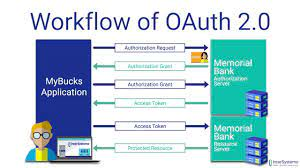 Workflow of OAuth 2.0
Authorization Request
Authorization Grant
MyBucks
Application
Memorial
Bank
Authorization
Server
Authorization Grant
Access Token
Access Token
Memorial
Bank
Resource
Server
Protected Resource
InterSystems